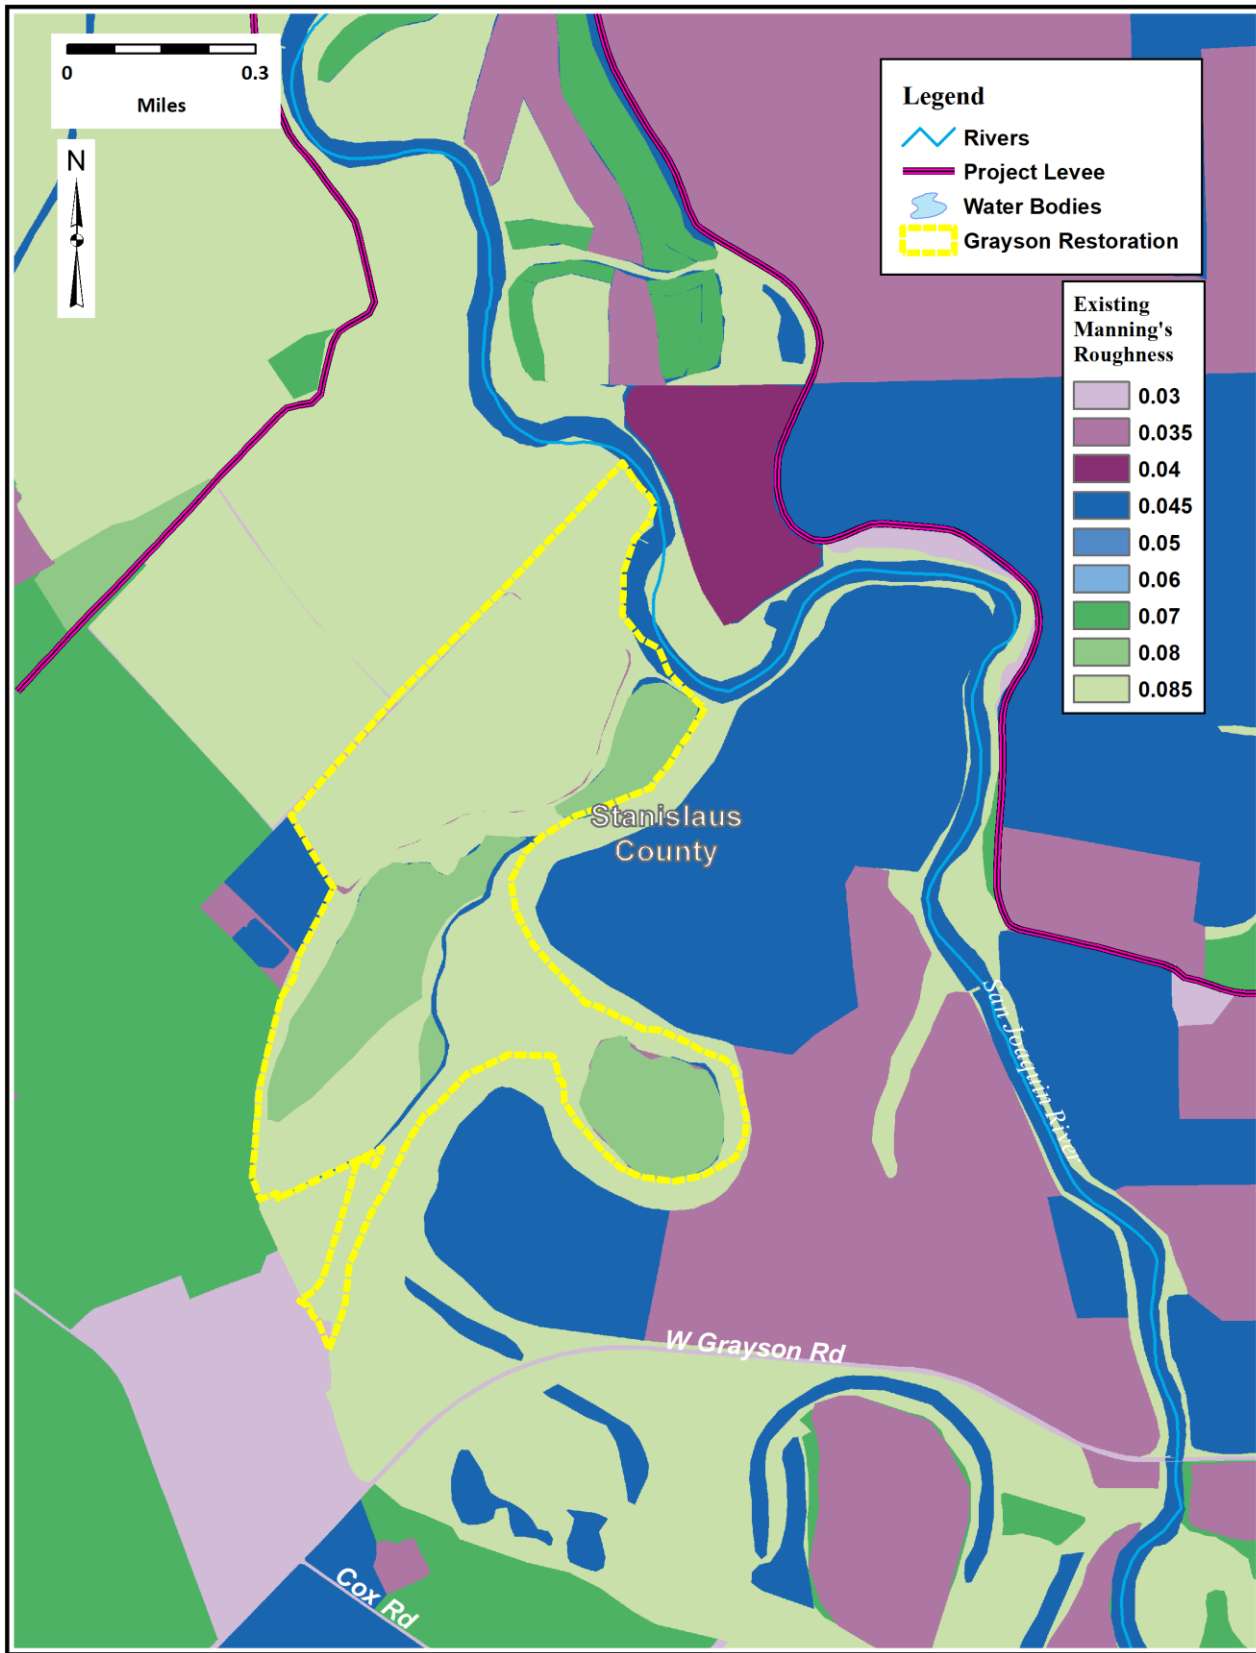 0 0.3
Miles
N
Legend
Rivers
Project Levee
Water Bodies
Grayson Restoration
Existing
Manning's
Roughness
0.03
0.035
0.04
0.045
0.05
0.06
0.07
0.08
0.085
Stanislaus
County
San Joaquin River
W Grayson Rd
Cox Rd